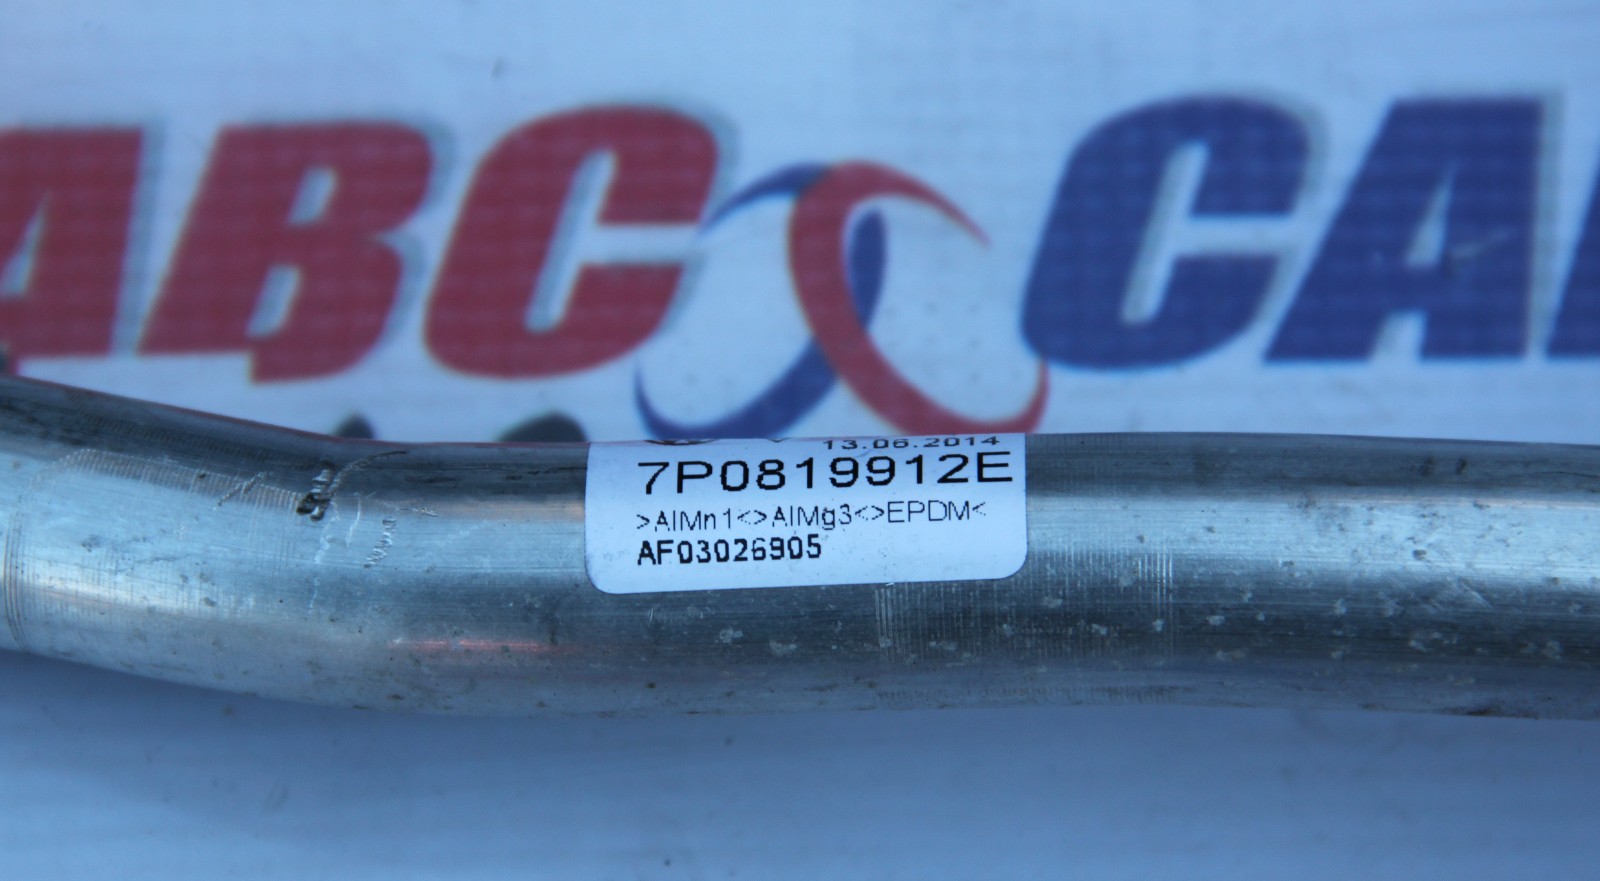 ABC CA
13.06.2014
7P0819912E
>AlMn1<>AlMg3<>EPDM<
AF03026905